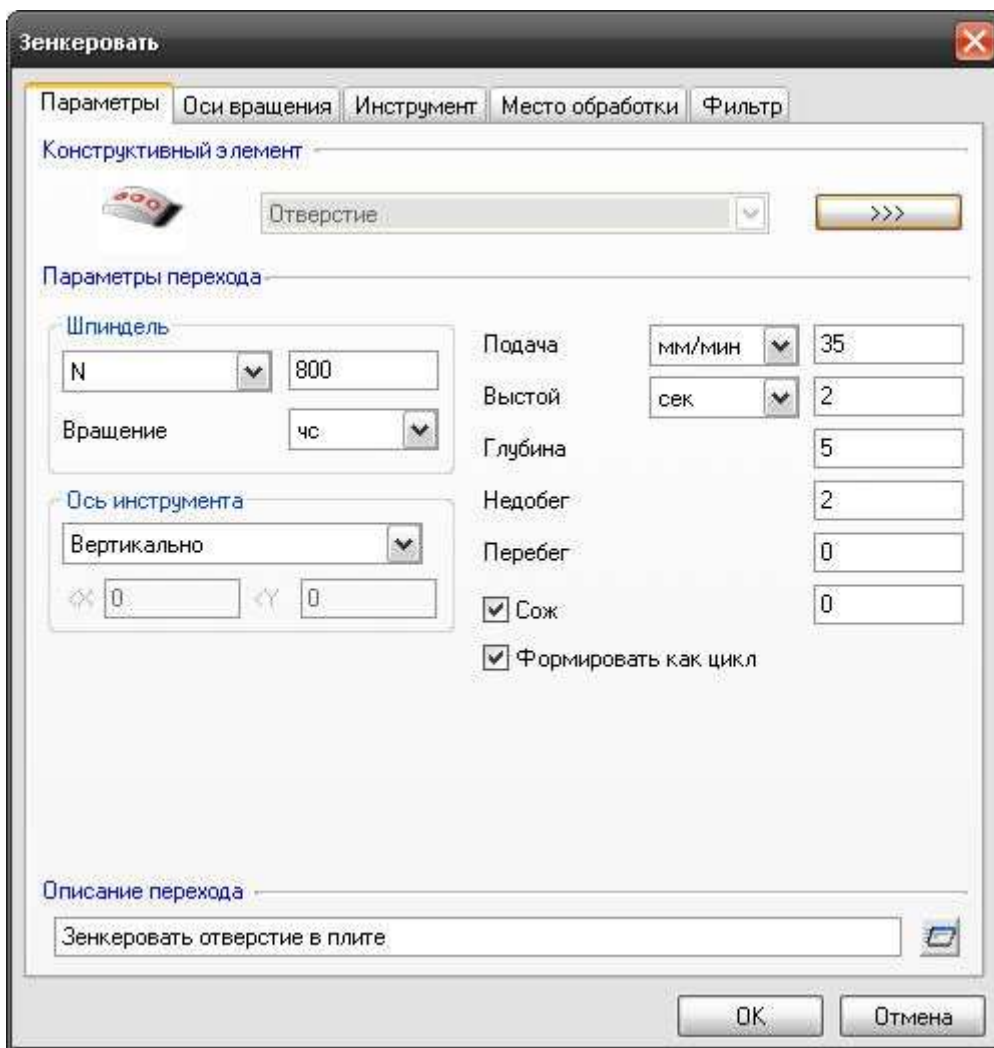 Зенкеровать
Параметры Оси вращения Инструмент Место обработки Фильтр
Конструктивный элемент
Отверстие >>>
Параметры перехода
Шпиндель
N 800
Вращение чс
Ось инструмента
Вертикально
<X 0 <Y 0
Подача мм/мин 35
Выстой сек 2
Глубина 5
Недобег 2
Перебег 0
Сож 0
Формировать как цикл
Описание перехода
Зенкеровать отверстие в плите
OK Отмена